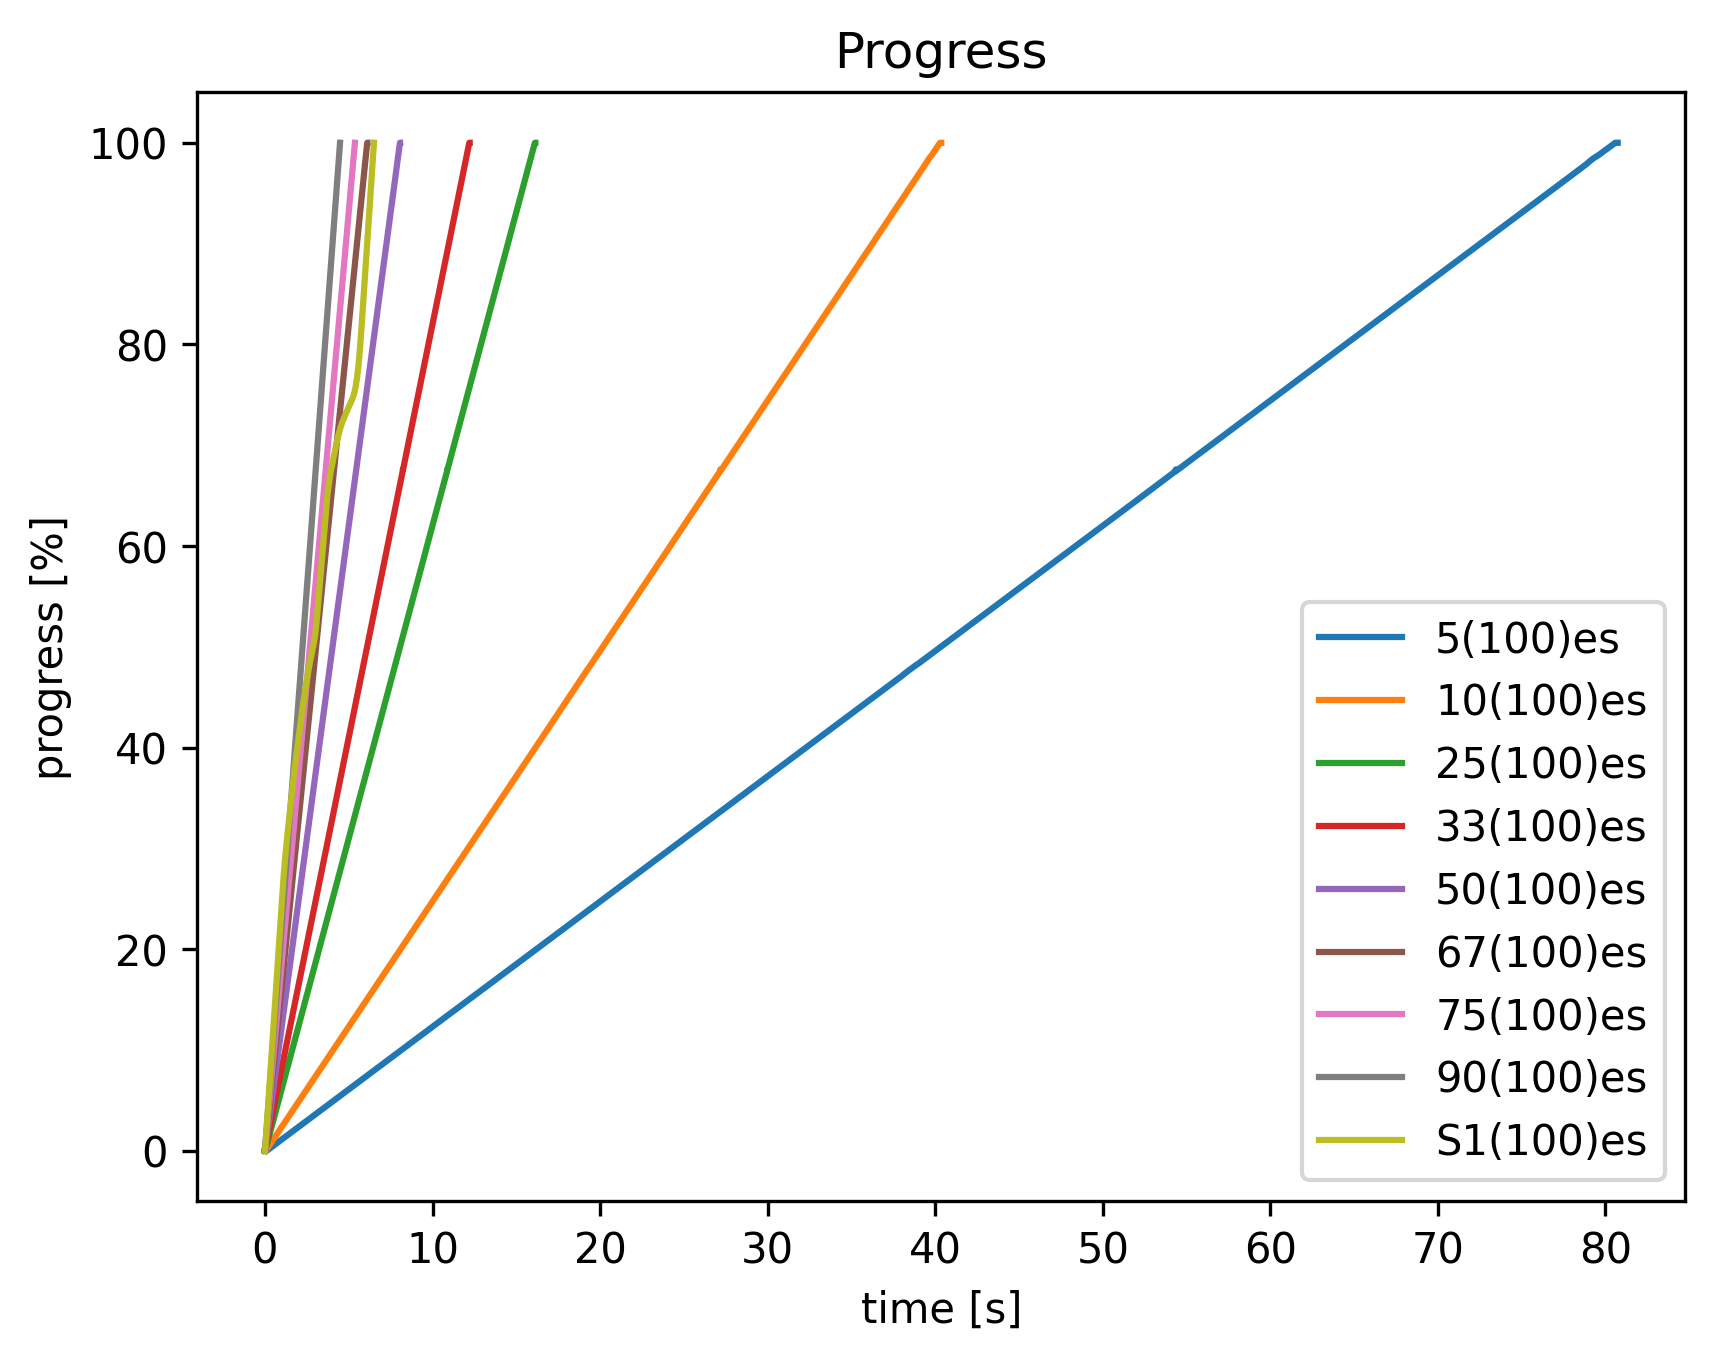 Progress
progress [%]
100
80
60
40
20
0
0 10 20 30 40 50 60 70 80
time [s]
5(100)es
10(100)es
25(100)es
33(100)es
50(100)es
67(100)es
75(100)es
90(100)es
S1(100)es